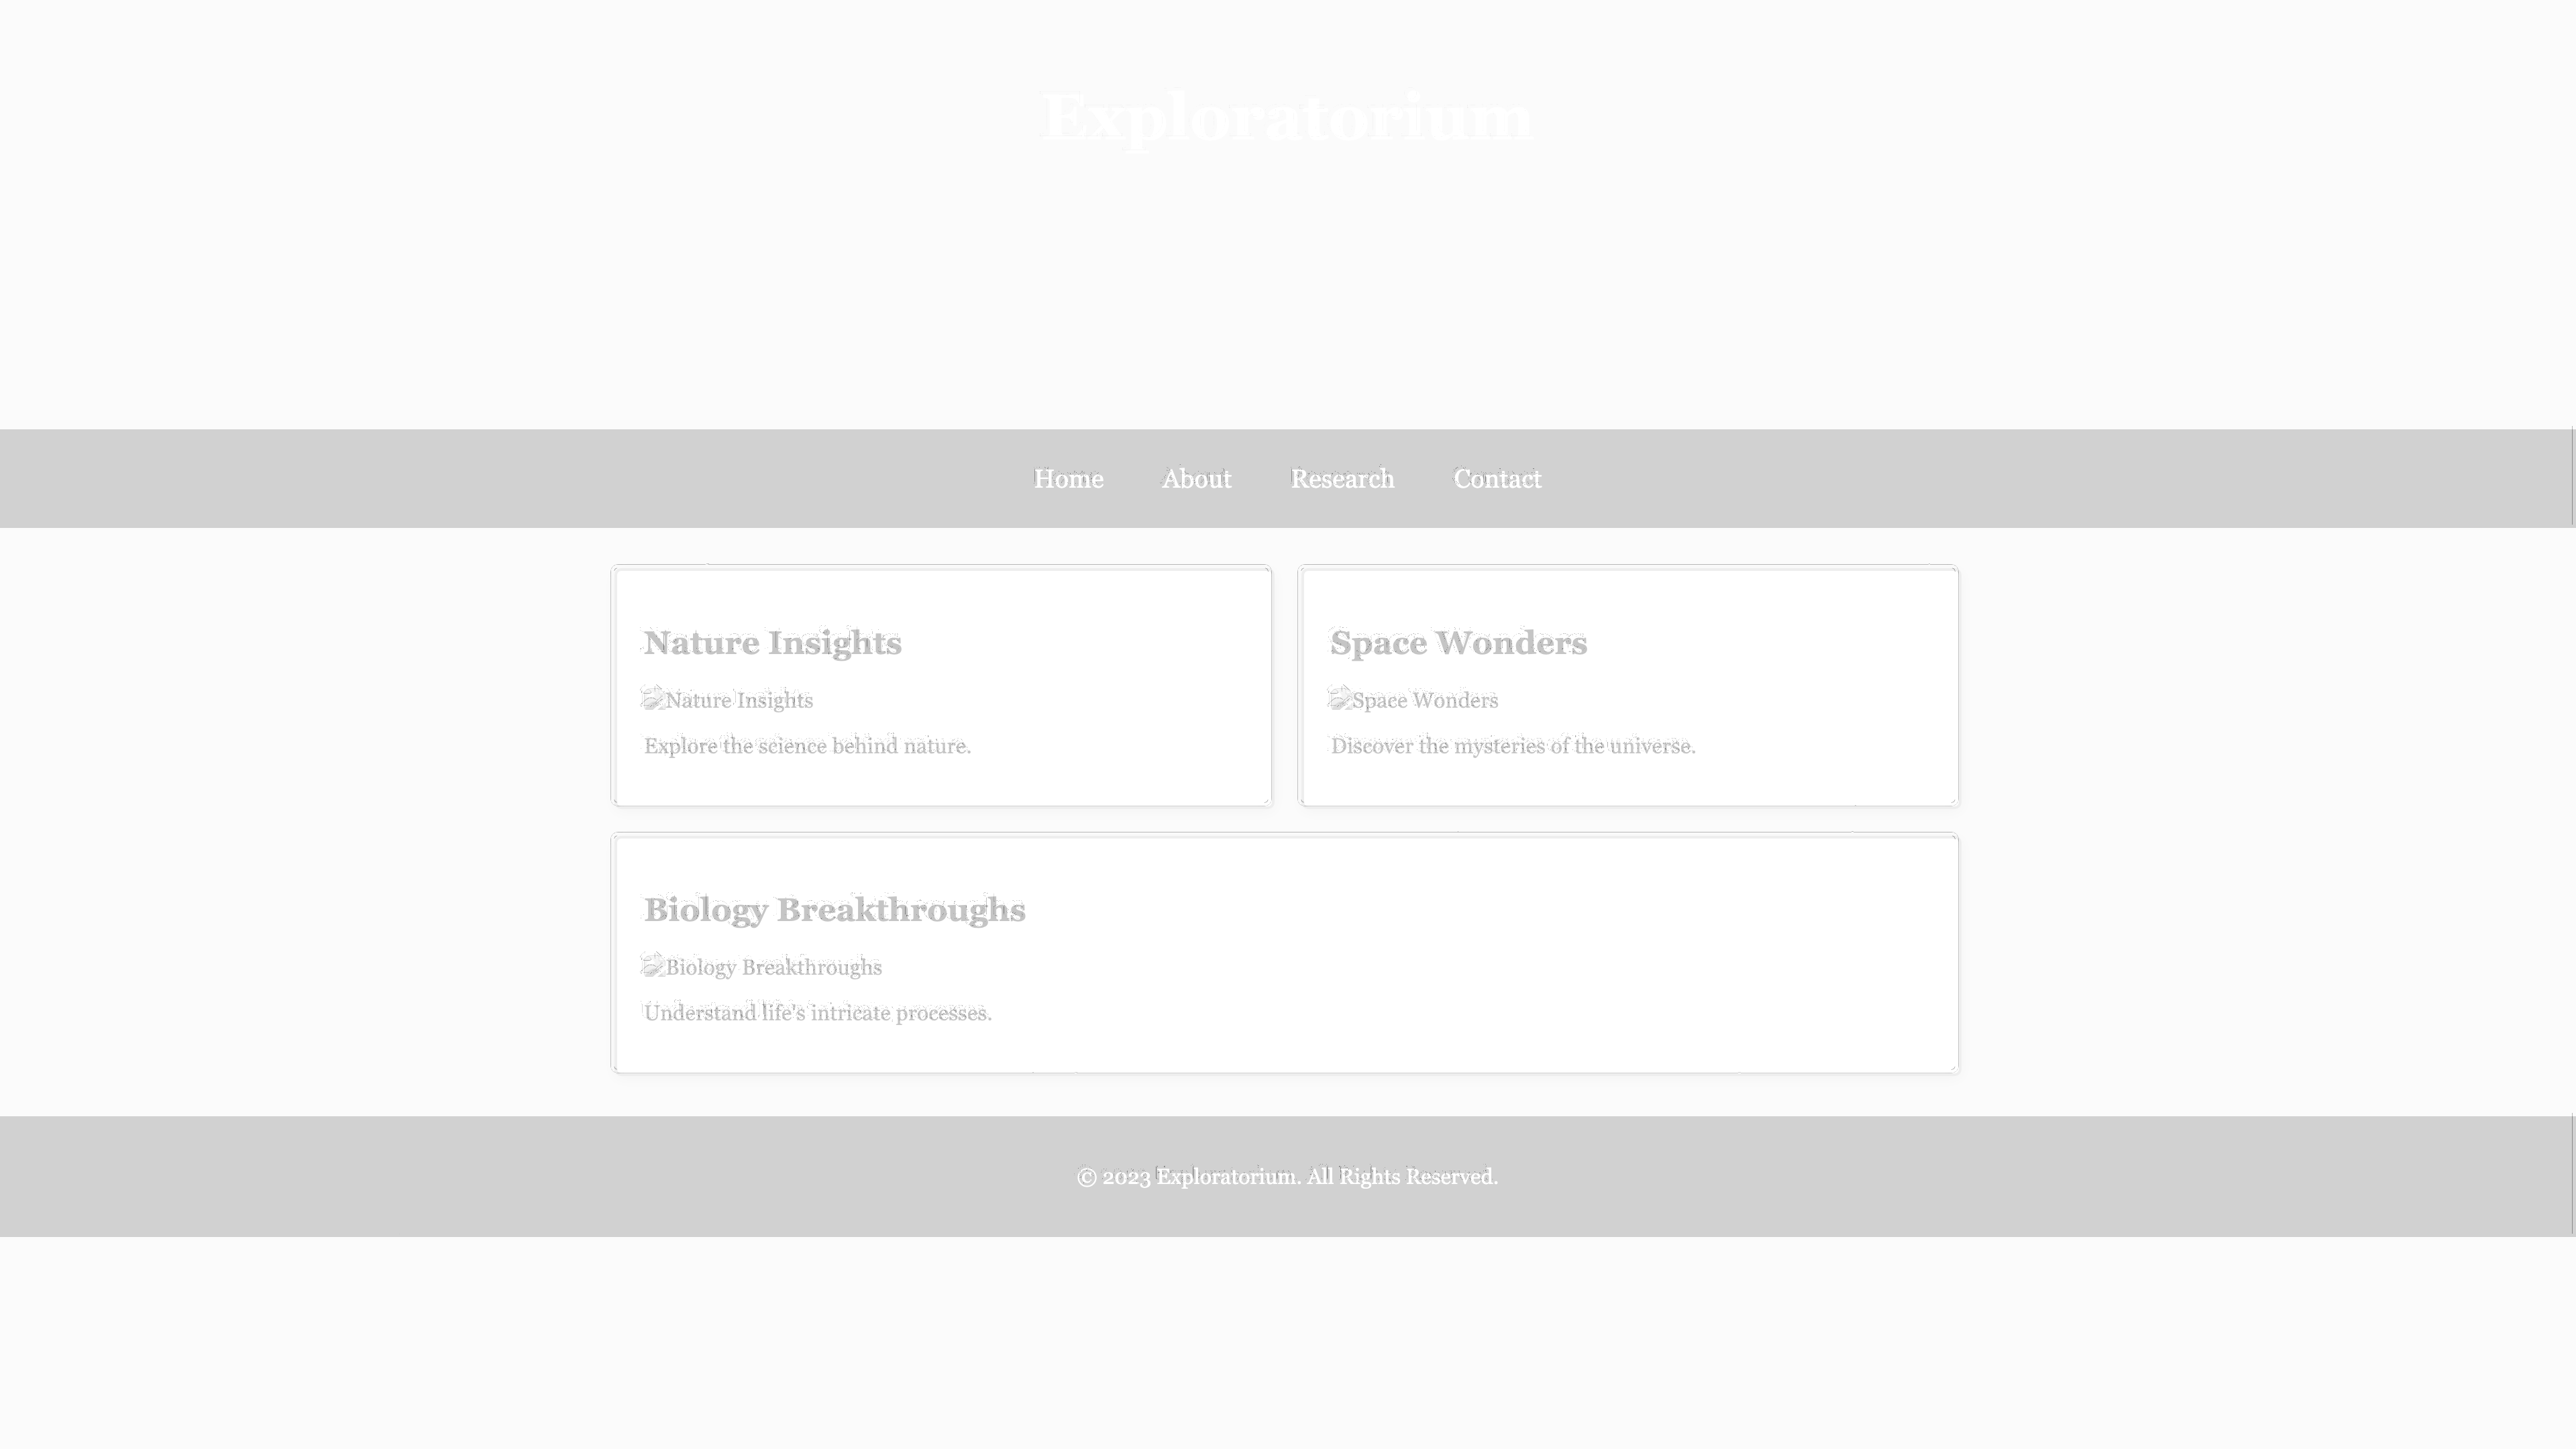 Exploratorium
Home About Research Contact
Nature Insights
Nature Insights
Explore the science behind nature.
Space Wonders
Space Wonders
Discover the mysteries of the universe.
Biology Breakthroughs
Biology Breakthroughs
Understand life's intricate processes.
© 2023 Exploratorium. All Rights Reserved.